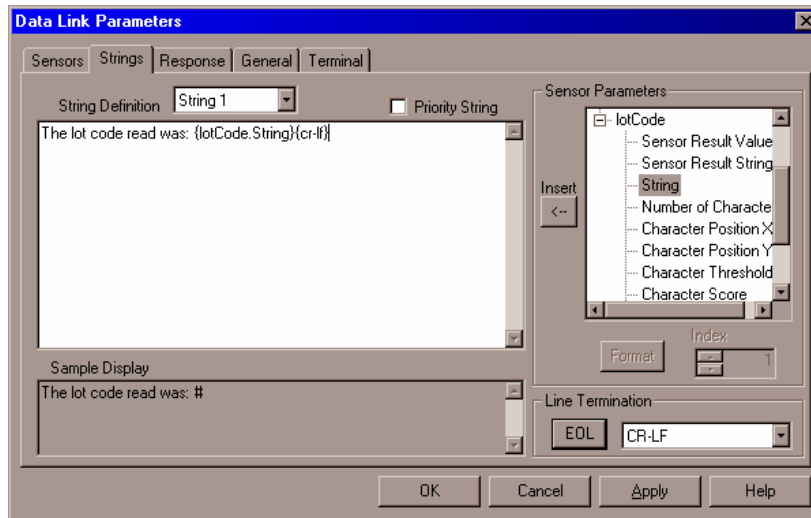 Data Link Parameters
Sensors Strings Response General Terminal
String Definition String 1 Priority String
The lot code read was: {lotCode.String}{cr-lf}
Sample Display
The lot code read was: #
Sensor Parameters
lotCode
Sensor Result Value
Sensor Result String
String
Number of Characte
Character Position X
Character Position Y
Character Threshold
Character Score
Insert
<--
Index
Format 1
Line Termination
EOL CR-LF
OK Cancel Apply Help